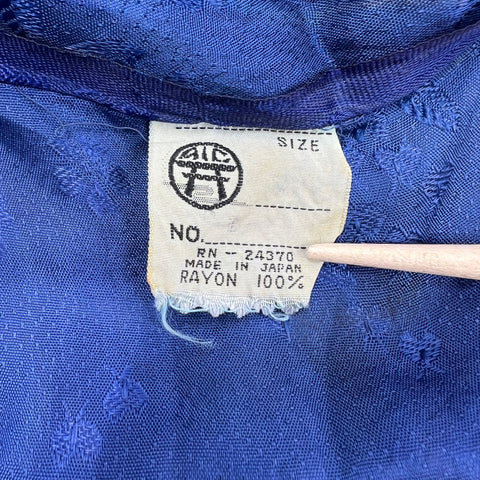 SIZE
AIC
NO.
RN - 24370
MADE IN JAPAN
RAYON 100%